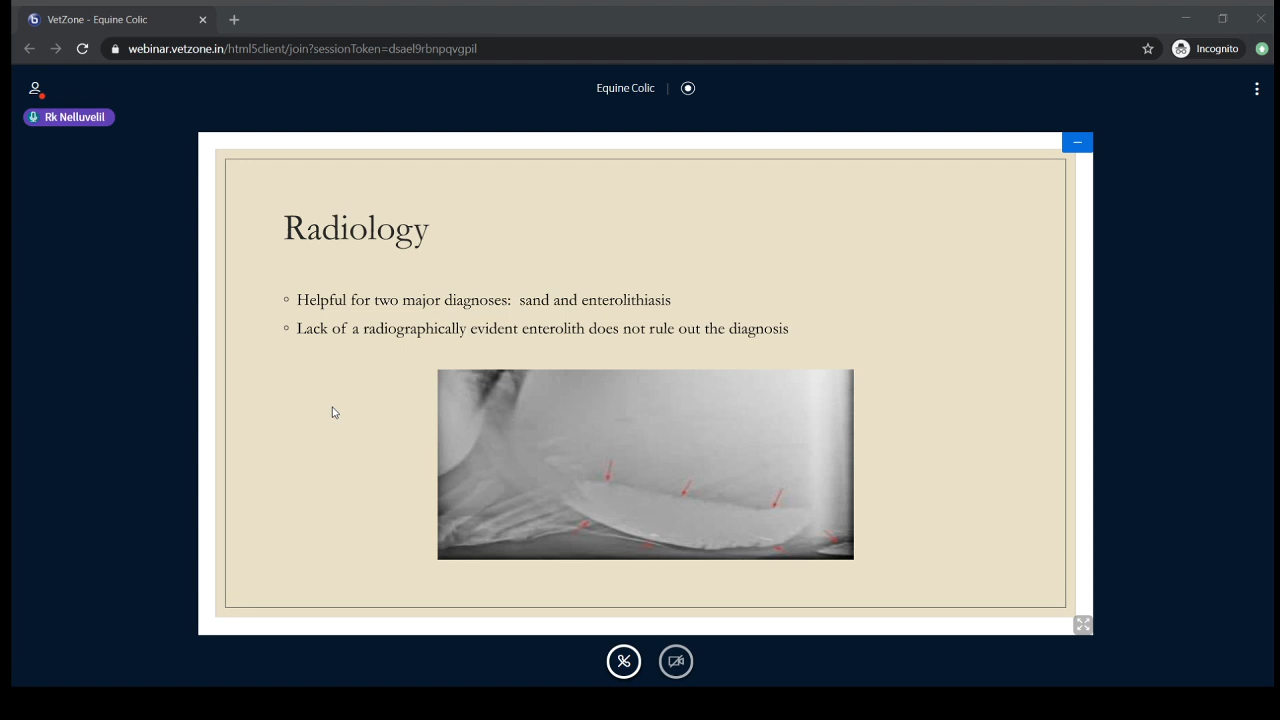 VetZone - Equine Colic
webinar.vetzone.in/html5client/join?sessionToken=dsael9rbnpqvgpil
Incognito
Equine Colic
Rk Nelluvelil
Radiology
Helpful for two major diagnoses: sand and enterolithiasis
Lack of a radiographically evident enterolith does not rule out the diagnosis